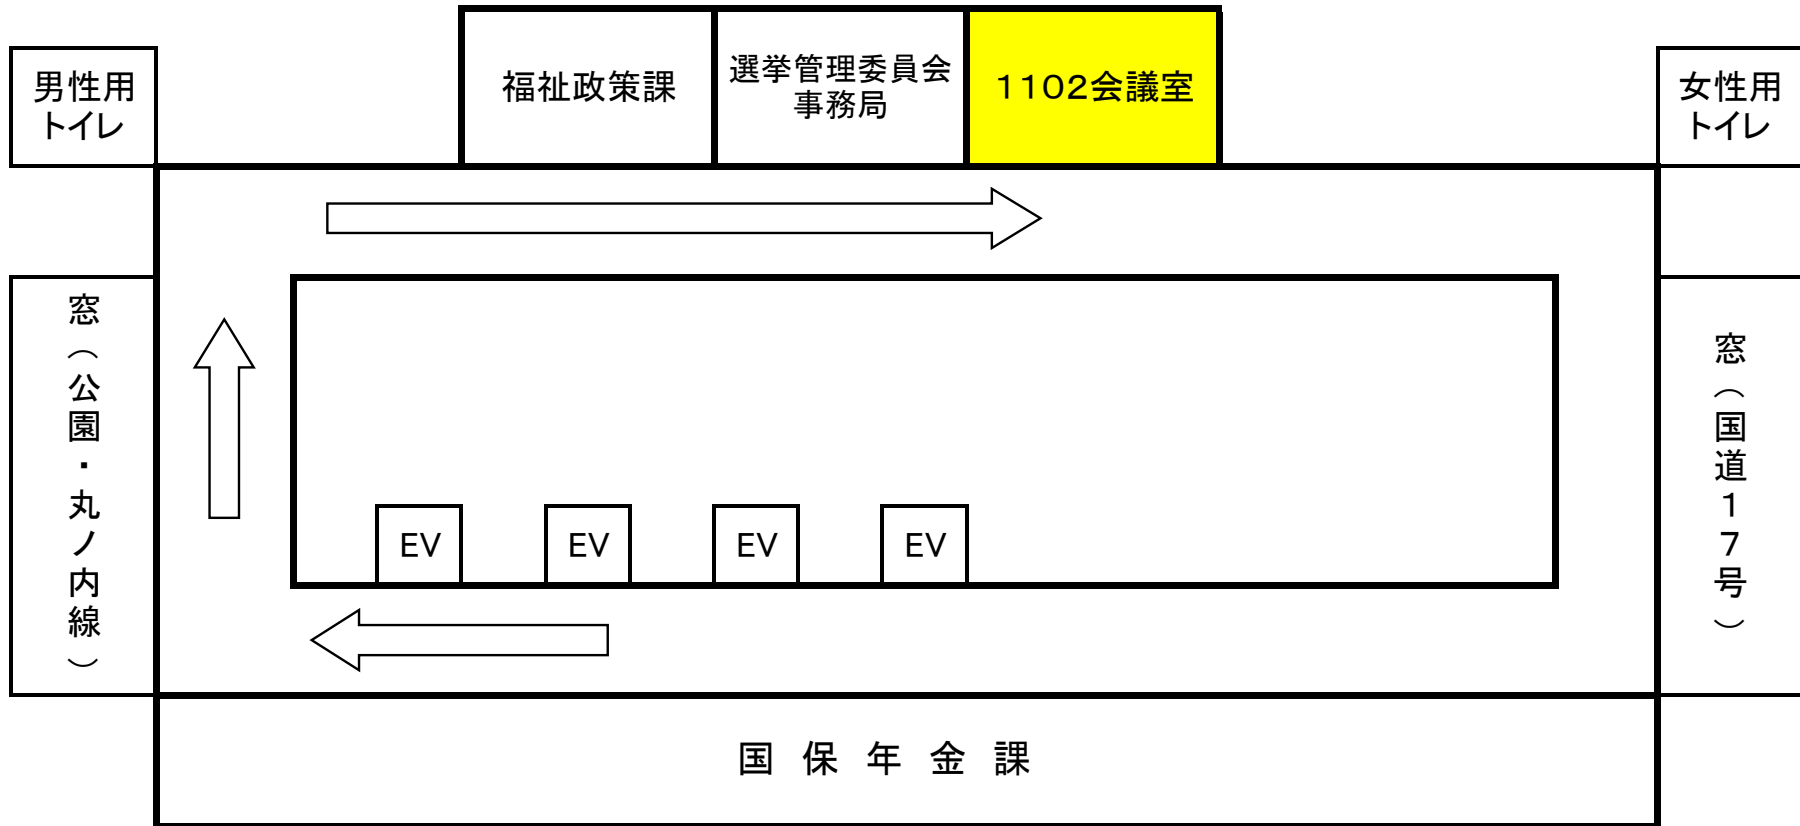 男性用
トイレ
福祉政策課
選挙管理委員会
事務局
1102会議室
女性用
トイレ
窓（公園・丸ノ内線）
EV
EV
EV
EV
窓（国道17号）
国保年金課